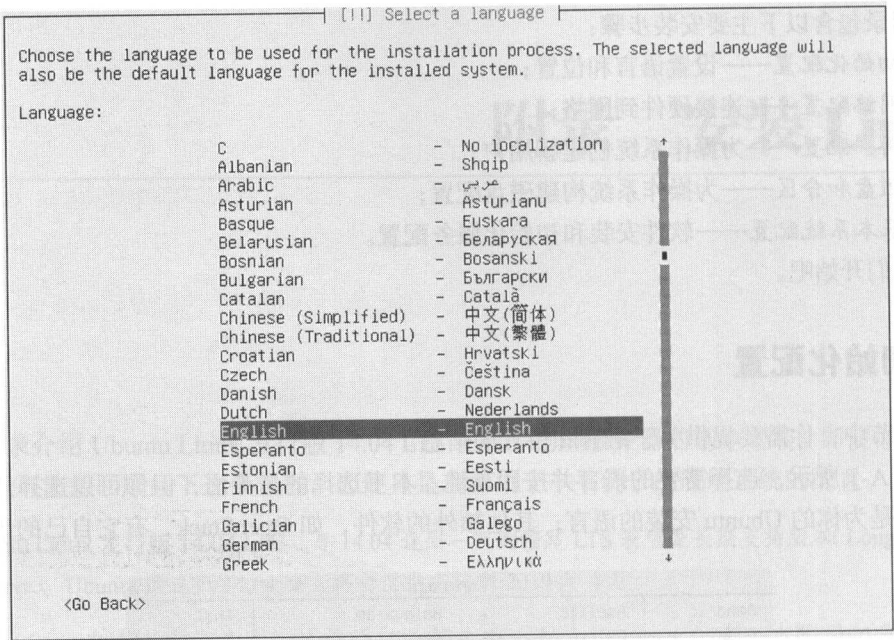 [!!] Select a language
Choose the language to be used for the installation process. The selected language will
also be the default language for the installed system.
Language:
C - No localization
Albanian - Shqip
Arabic - عربي
Asturian - Asturianu
Basque - Euskara
Belarusian - Беларуская
Bosnian - Bosanski
Bulgarian - Български
Catalan - Català
Chinese (Simplified) - 中文(简体)
Chinese (Traditional) - 中文(繁體)
Croatian - Hrvatski
Czech - Čeština
Danish - Dansk
Dutch - Nederlands
English - English
Esperanto - Esperanto
Estonian - Eesti
Finnish - Suomi
French - Français
Galician - Galego
German - Deutsch
Greek - Ελληνικά
<Go Back>